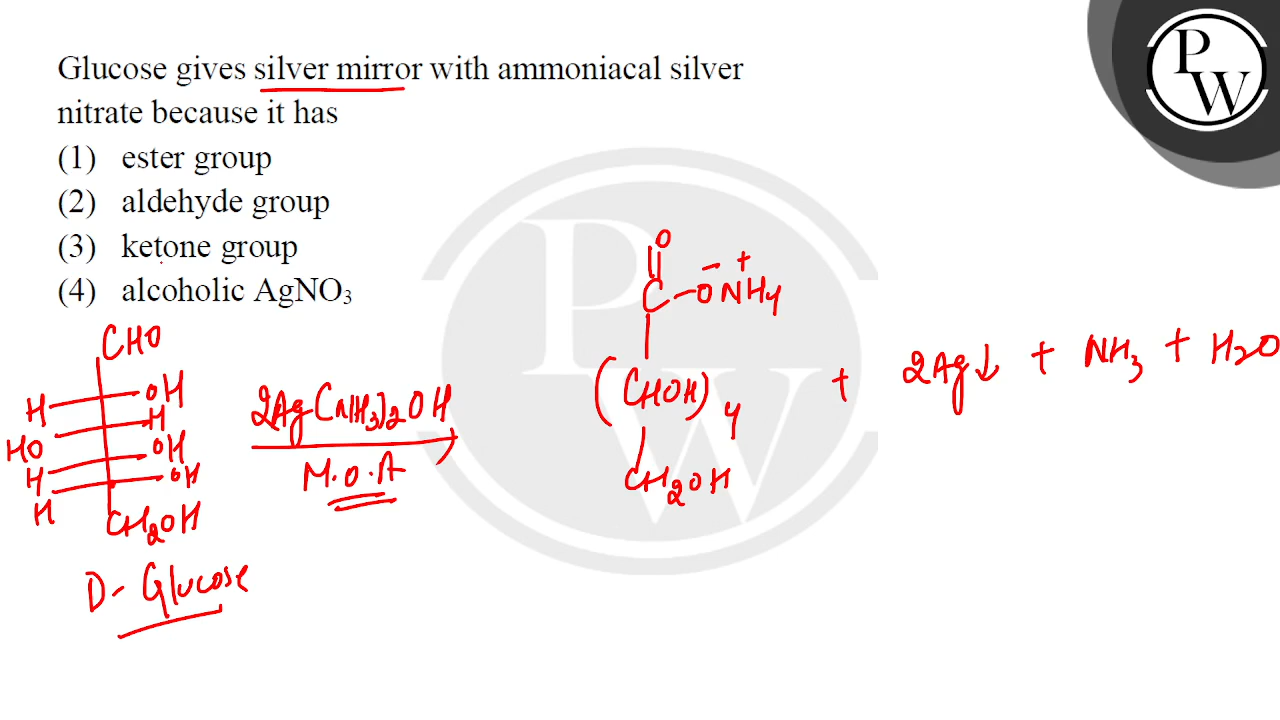 Glucose gives silver mirror with ammoniacal silver
nitrate because it has
(1) ester group
(2) aldehyde group
(3) ketone group
(4) alcoholic AgNO₃
P
W
CHO
H OH
HO H
H OH
H OH
CH₂OH
D- Glucose
2Ag(NH₃)₂OH
M.O.A
O
||
C-O⁻ N⁺H₄
(CHOH)₄
CH₂OH
+ 2Ag↓ + NH₃ + H₂O